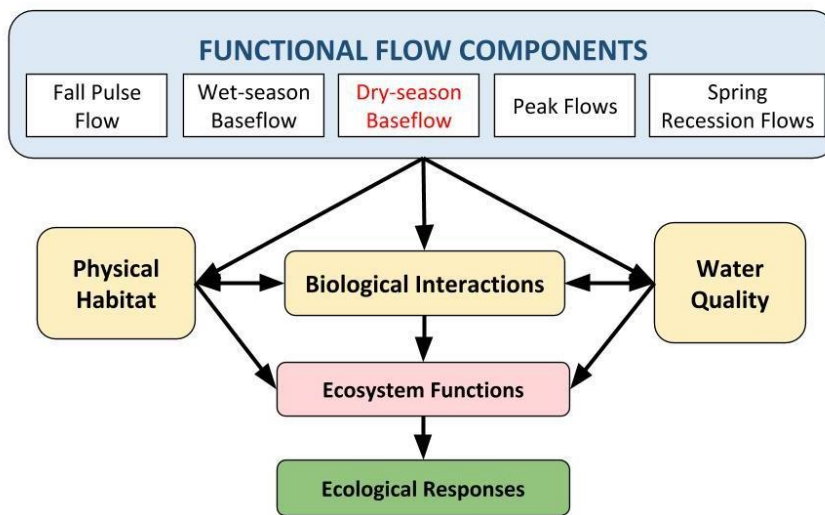 FUNCTIONAL FLOW COMPONENTS
Fall Pulse
Flow
Wet-season
Baseflow
Dry-season
Baseflow
Peak Flows
Spring
Recession Flows
Physical
Habitat
Biological Interactions
Water
Quality
Ecosystem Functions
Ecological Responses